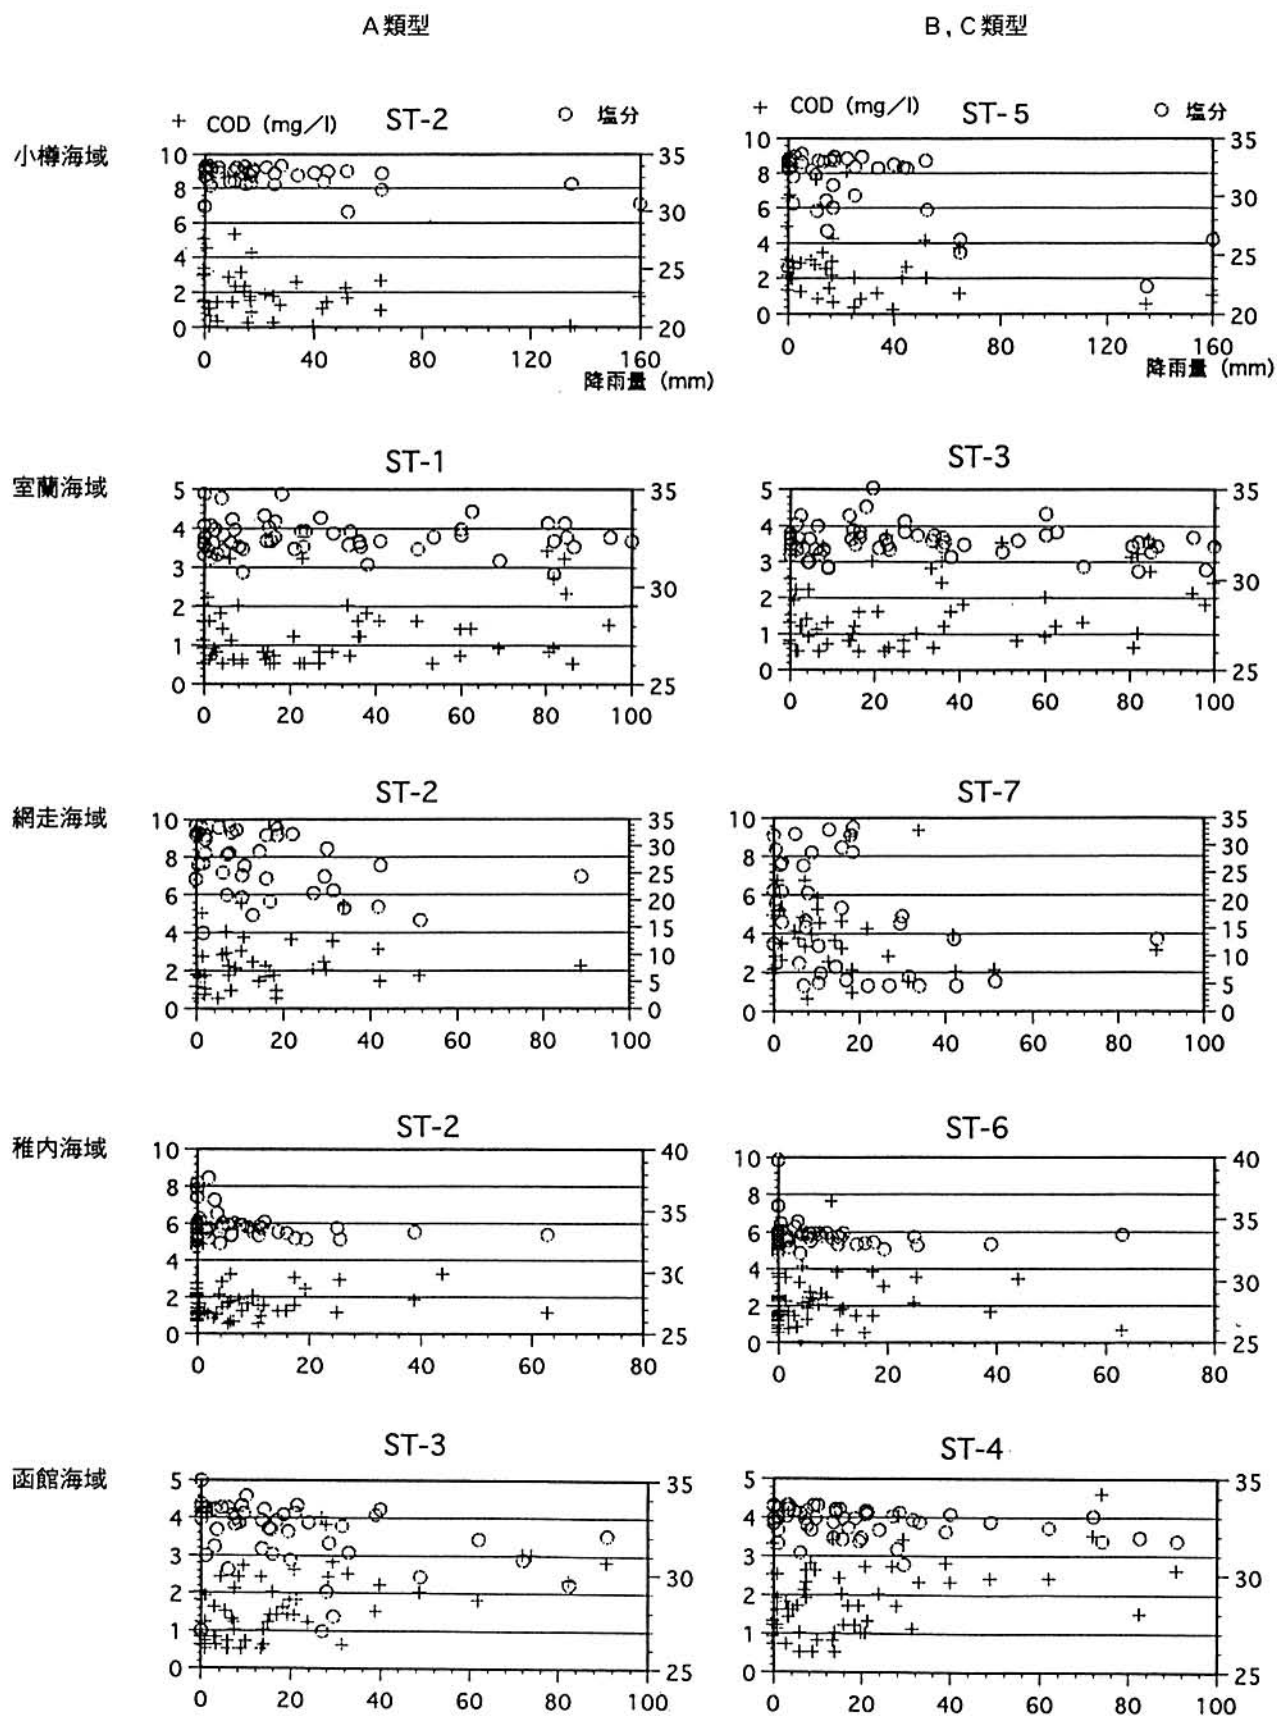 A類型 B,C類型
+ COD (mg/l) ST-2 ○ 塩分
+ COD (mg/l) ST-5 ○ 塩分
小樽海域
10 8 6 4 2 0
35 30 25 20
0 40 80 120 160
降雨量 (mm)
10 8 6 4 2 0
35 30 25 20
0 40 80 120 160
降雨量 (mm)
室蘭海域
ST-1
5 4 3 2 1 0
35 30 25
0 20 40 60 80 100
ST-3
5 4 3 2 1 0
35 30 25
0 20 40 60 80 100
網走海域
ST-2
10 8 6 4 2 0
35 30 25 20 15 10 5 0
0 20 40 60 80 100
ST-7
10 8 6 4 2 0
35 30 25 20 15 10 5 0
0 20 40 60 80 100
稚内海域
ST-2
10 8 6 4 2 0
40 35 30 25
0 20 40 60 80
ST-6
10 8 6 4 2 0
40 35 30 25
0 20 40 60 80
函館海域
ST-3
5 4 3 2 1 0
35 30 25
0 20 40 60 80 100
ST-4
5 4 3 2 1 0
35 30 25
0 20 40 60 80 100